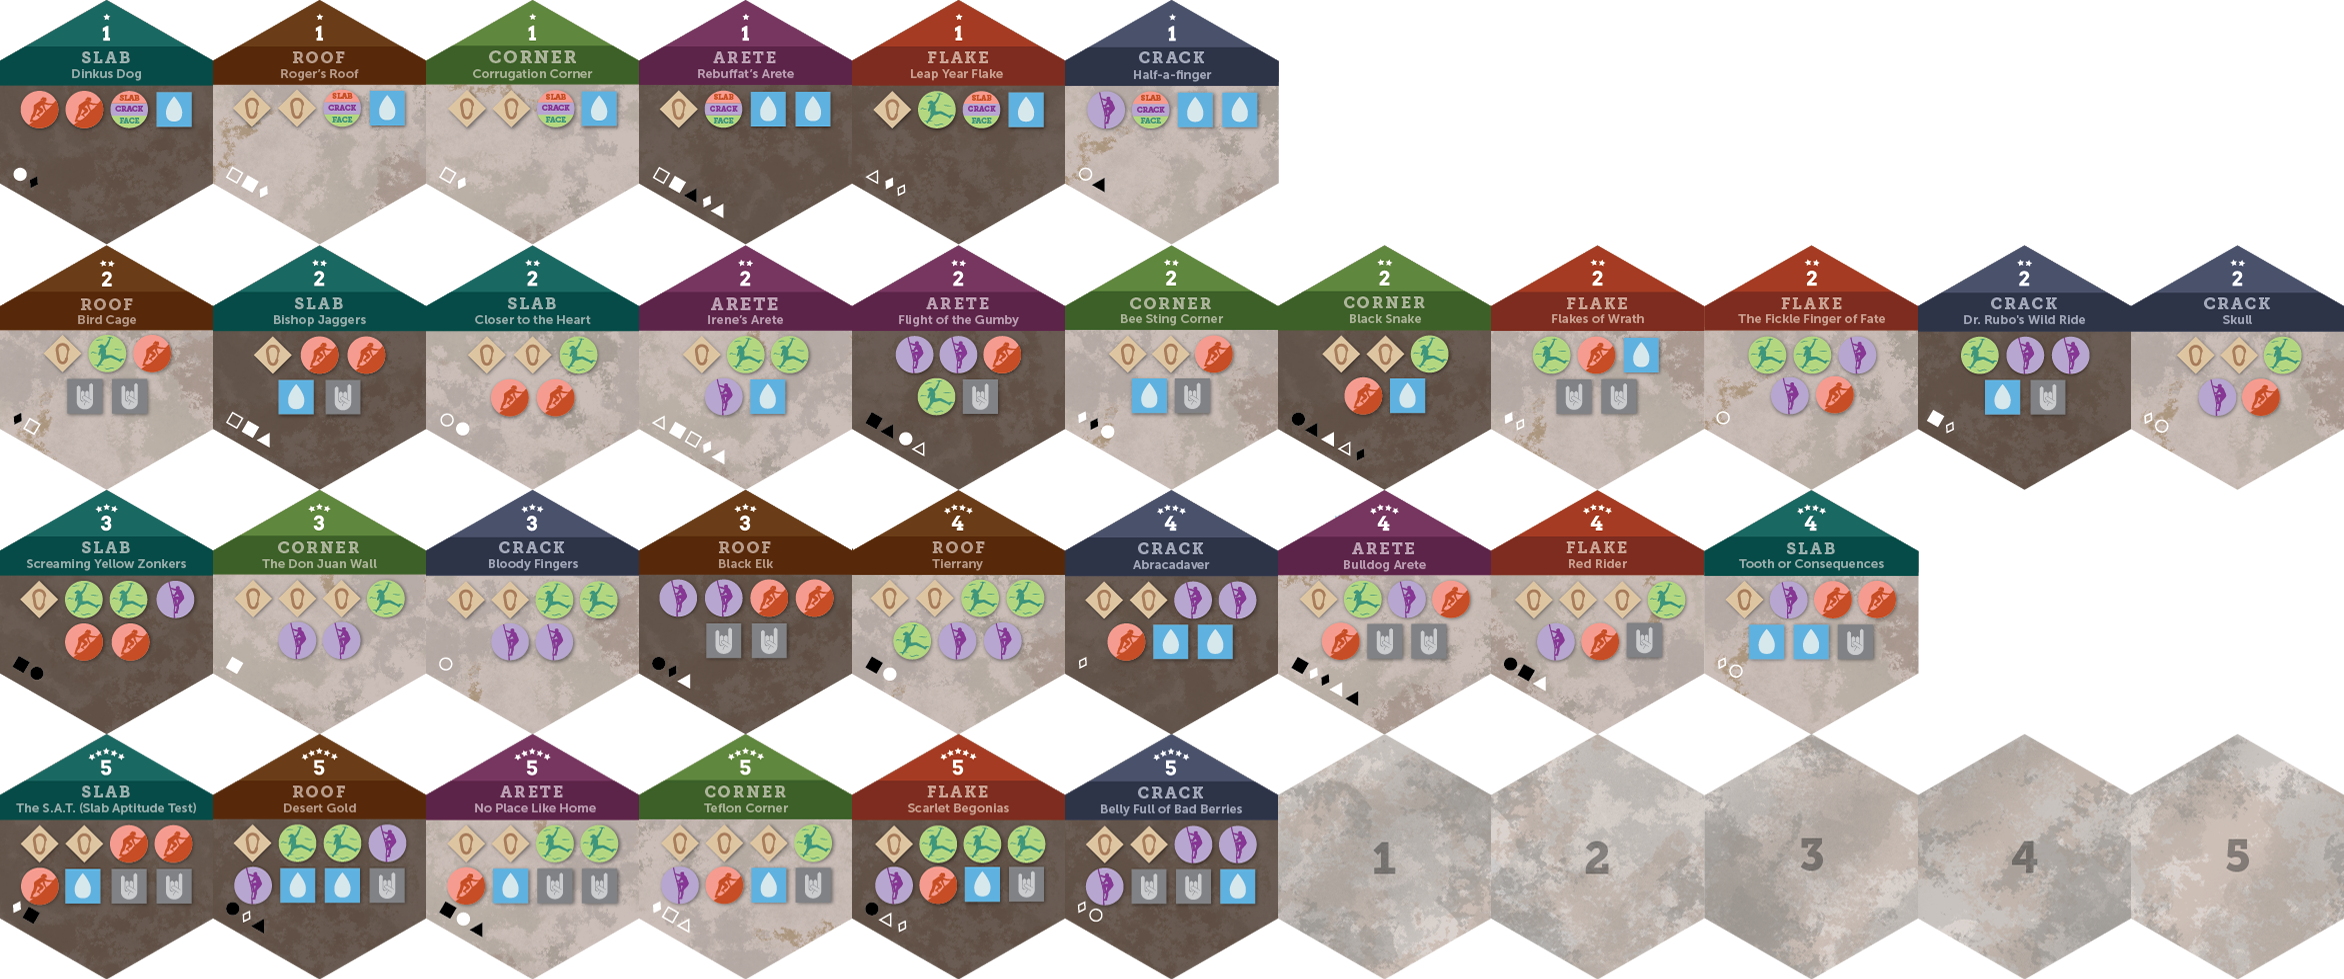 1
SLAB
Dinkus Dog
SLAB
CRACK
FACE
1
ROOF
Roger's Roof
SLAB
CRACK
FACE
1
CORNER
Corrugation Corner
SLAB
CRACK
FACE
1
ARETE
Rebuffat's Arete
SLAB
CRACK
FACE
1
FLAKE
Leap Year Flake
SLAB
CRACK
FACE
1
CRACK
Half-a-finger
SLAB
CRACK
FACE
2
ROOF
Bird Cage
2
SLAB
Bishop Jaggers
2
SLAB
Closer to the Heart
2
ARETE
Irene's Arete
2
ARETE
Flight of the Gumby
2
CORNER
Bee Sting Corner
2
CORNER
Black Snake
2
FLAKE
Flakes of Wrath
2
FLAKE
The Fickle Finger of Fate
2
CRACK
Dr. Rubo's Wild Ride
2
CRACK
Skull
3
SLAB
Screaming Yellow Zonkers
3
CORNER
The Don Juan Wall
3
CRACK
Bloody Fingers
3
ROOF
Black Elk
4
ROOF
Tierrany
4
CRACK
Abracadaver
4
ARETE
Bulldog Arete
4
FLAKE
Red Rider
4
SLAB
Tooth or Consequences
5
SLAB
The S.A.T. (Slab Aptitude Test)
5
ROOF
Desert Gold
5
ARETE
No Place Like Home
5
CORNER
Teflon Corner
5
FLAKE
Scarlet Begonias
5
CRACK
Belly Full of Bad Berries
1
2
3
4
5